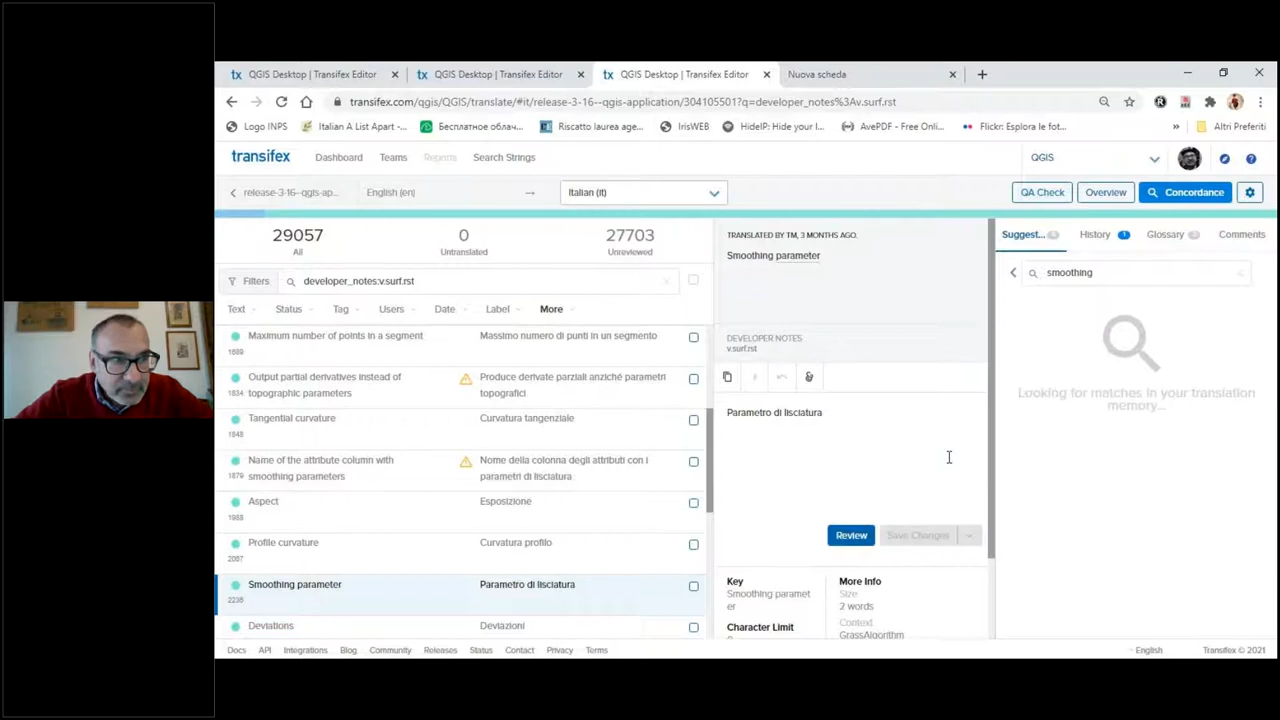 tx QGIS Desktop | Transifex Editor × tx QGIS Desktop | Transifex Editor × tx QGIS Desktop | Transifex Editor × Nuova scheda × +
transifex.com/qgis/QGIS/translate/#it/release-3-16--qgis-application/304105501?q=developer_notes%3Av.surf.rst
Logo INPS Italian A List Apart -... Бесплатное облач... Riscatto laurea age... IrisWEB HideIP: Hide your I... AvePDF - Free Onli... Flickr: Esplora le fot... » Altri Preferiti
transifex Dashboard Teams Reports Search Strings QGIS
release-3-16--qgis-ap... English (en) → Italian (it) QA Check Overview Concordance
29057 0 27703
All Untranslated Unreviewed
Filters developer_notes:v.surf.rst
Text Status Tag Users Date Label More
Maximum number of points in a segment Massimo numero di punti in un segmento
1689
Output partial derivatives instead of Produce derivate parziali anziché parametri
topographic parameters topografici
1834
Tangential curvature Curvatura tangenziale
1848
Name of the attribute column with Nome della colonna degli attributi con i
smoothing parameters parametri di lisciatura
1879
Aspect Esposizione
Profile curvature Curvatura profilo
Smoothing parameter Parametro di lisciatura
Deviations Deviazioni
TRANSLATED BY TM, 3 MONTHS AGO.
Smoothing parameter
DEVELOPER NOTES
v.surf.rst
Parametro di lisciatura
Review Save Changes
Key
Smoothing paramet
er
Character Limit
More Info
Size
2 words
Context
GrassAlgorithm
Suggest... History 1 Glossary Comments
smoothing
Looking for matches in your translation
memory...
Docs API Integrations Blog Community Releases Status Contact Privacy Terms English Transifex © 2021